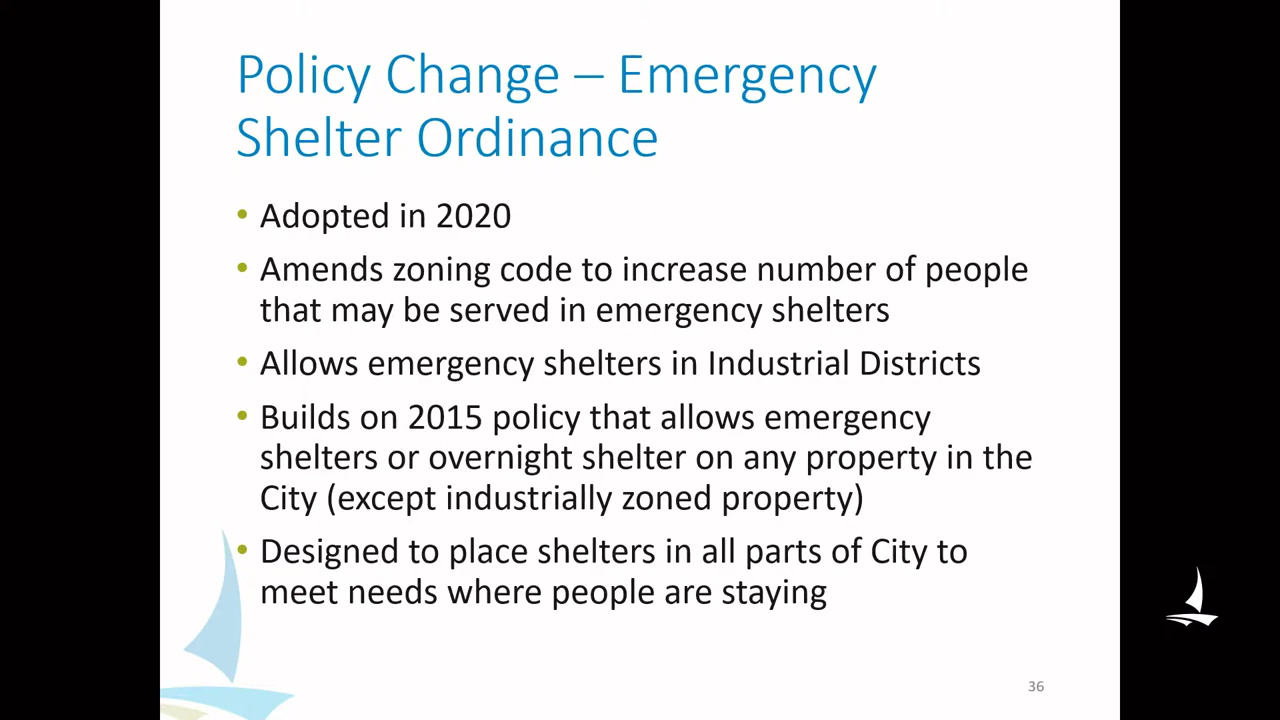 Policy Change – Emergency
Shelter Ordinance
• Adopted in 2020
• Amends zoning code to increase number of people
that may be served in emergency shelters
• Allows emergency shelters in Industrial Districts
• Builds on 2015 policy that allows emergency
shelters or overnight shelter on any property in the
City (except industrially zoned property)
• Designed to place shelters in all parts of City to
meet needs where people are staying
36